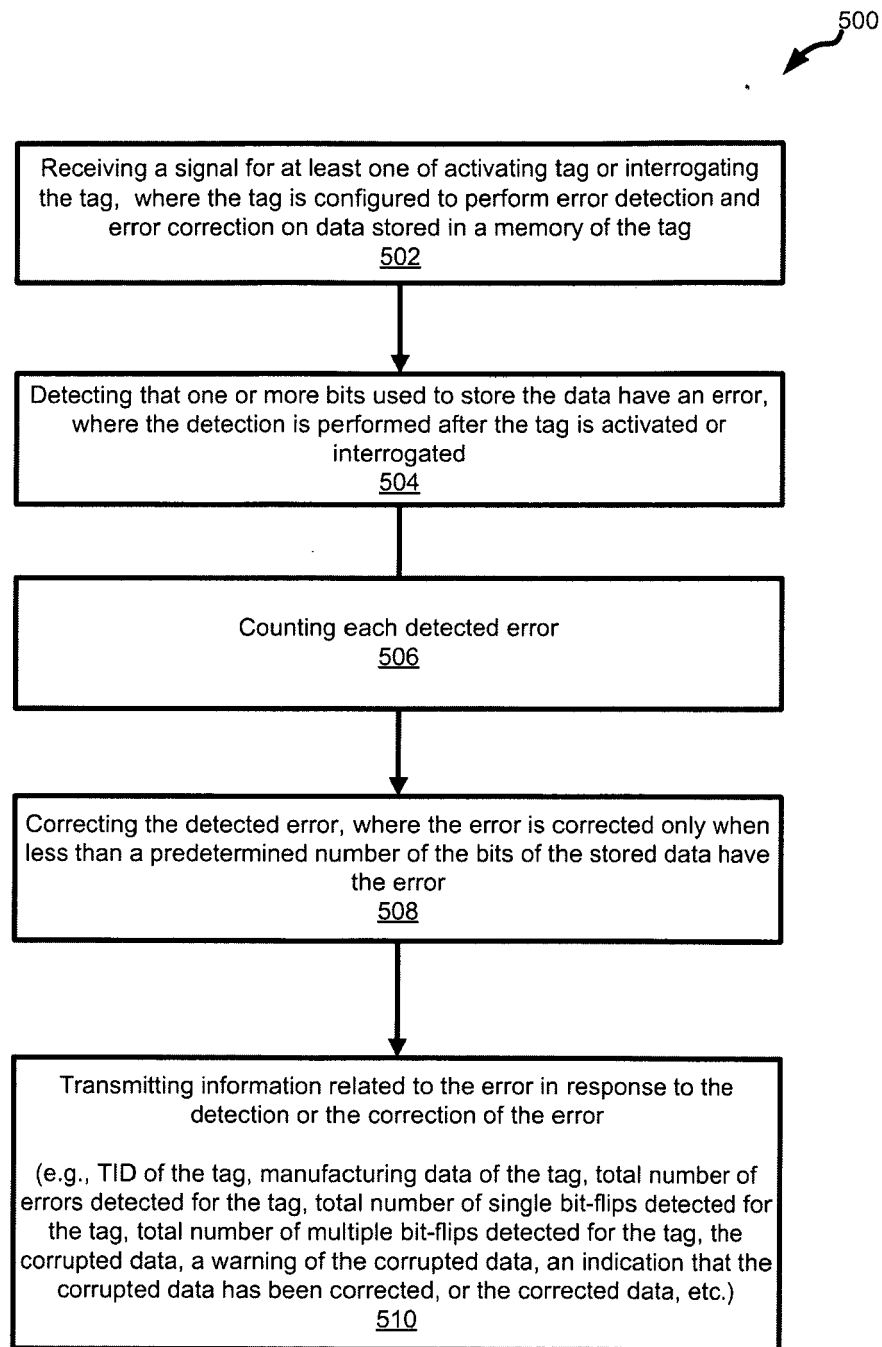 500
Receiving a signal for at least one of activating tag or interrogating
the tag, where the tag is configured to perform error detection and
error correction on data stored in a memory of the tag
502
Detecting that one or more bits used to store the data have an error,
where the detection is performed after the tag is activated or
interrogated
504
Counting each detected error
506
Correcting the detected error, where the error is corrected only when
less than a predetermined number of the bits of the stored data have
the error
508
Transmitting information related to the error in response to the
detection or the correction of the error
(e.g., TID of the tag, manufacturing data of the tag, total number of
errors detected for the tag, total number of single bit-flips detected for
the tag, total number of multiple bit-flips detected for the tag, the
corrupted data, a warning of the corrupted data, an indication that the
corrupted data has been corrected, or the corrected data, etc.)
510